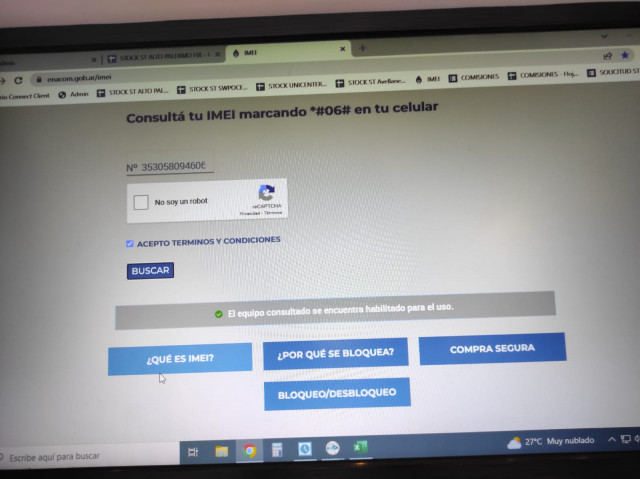 STOCK ST ALTO PALERMO
IMEI
enacom.gob.ar/imei
Connect Client
Admin
STOCK ST ALTO PAL...
STOCK ST SWPOCE...
STOCK UNICENTER...
STOCK ST Avellane...
IMEI
COMISIONES
COMISIONES - Hoj...
SOLICITUD ST
Consultá tu IMEI marcando *#06# en tu celular
Nº 35305809460
No soy un robot
reCAPTCHA
Privacidad - Términos
ACEPTO TERMINOS Y CONDICIONES
BUSCAR
El equipo consultado se encuentra habilitado para el uso.
¿QUÉ ES IMEI?
¿POR QUÉ SE BLOQUEA?
COMPRA SEGURA
BLOQUEO/DESBLOQUEO
Escribe aquí para buscar
27°C Muy nublado